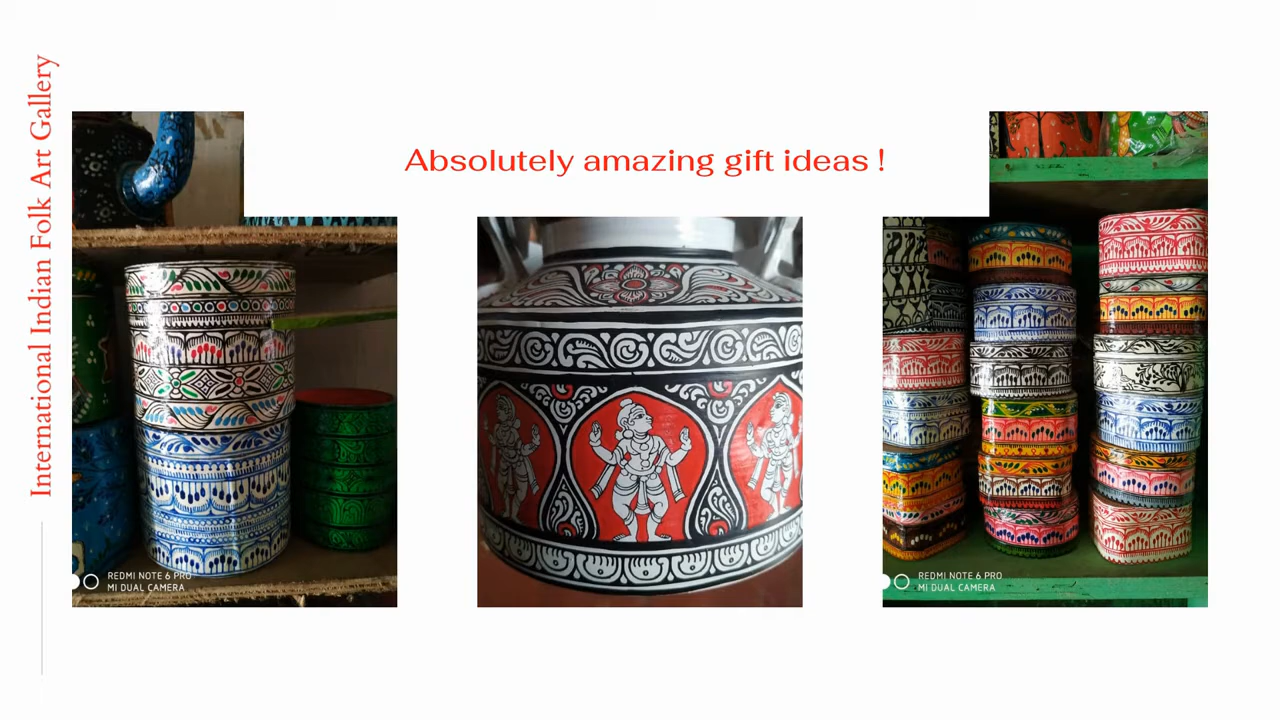 International Indian Folk Art Gallery
Absolutely amazing gift ideas !
REDMI NOTE 6 PRO
MI DUAL CAMERA
REDMI NOTE 6 PRO
MI DUAL CAMERA